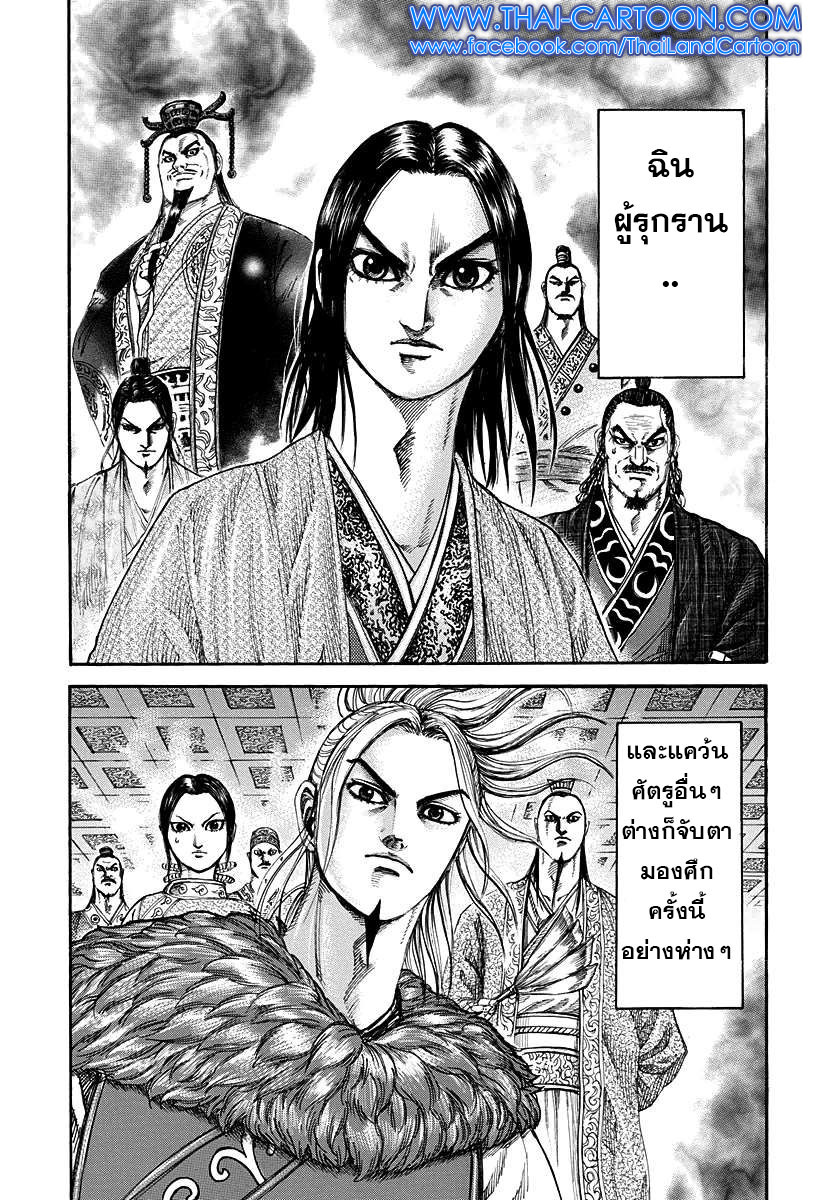 WWW.THAI-CARTOON.COM
www.facebook.com/ThaiLandCartoon
ฉิน
ผู้รุกราน
..
และแคว้น
ศัตรูอื่นๆ
ต่างก็จับตา
มองศึก
ครั้งนี้
อย่างห่างๆ